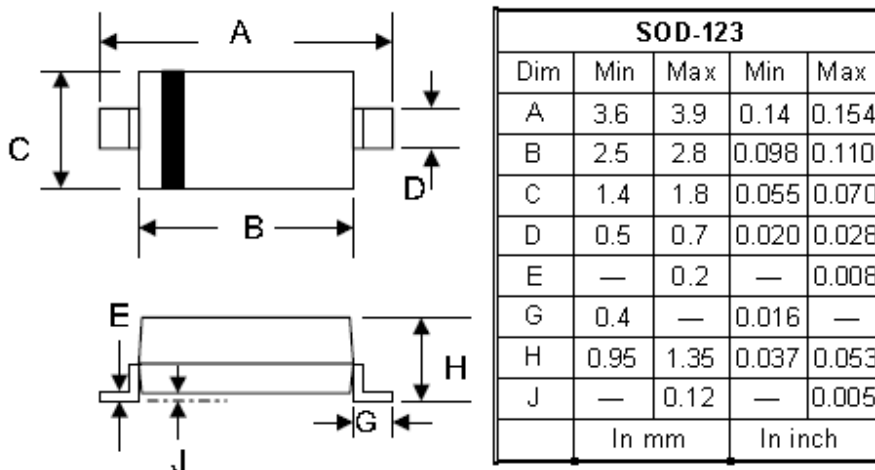 A
C
D
B
E
H
G
J
SOD-123
Dim Min Max Min Max
A 3.6 3.9 0.14 0.154
B 2.5 2.8 0.098 0.110
C 1.4 1.8 0.055 0.070
D 0.5 0.7 0.020 0.028
E — 0.2 — 0.008
G 0.4 — 0.016 —
H 0.95 1.35 0.037 0.053
J — 0.12 — 0.005
In mm In inch